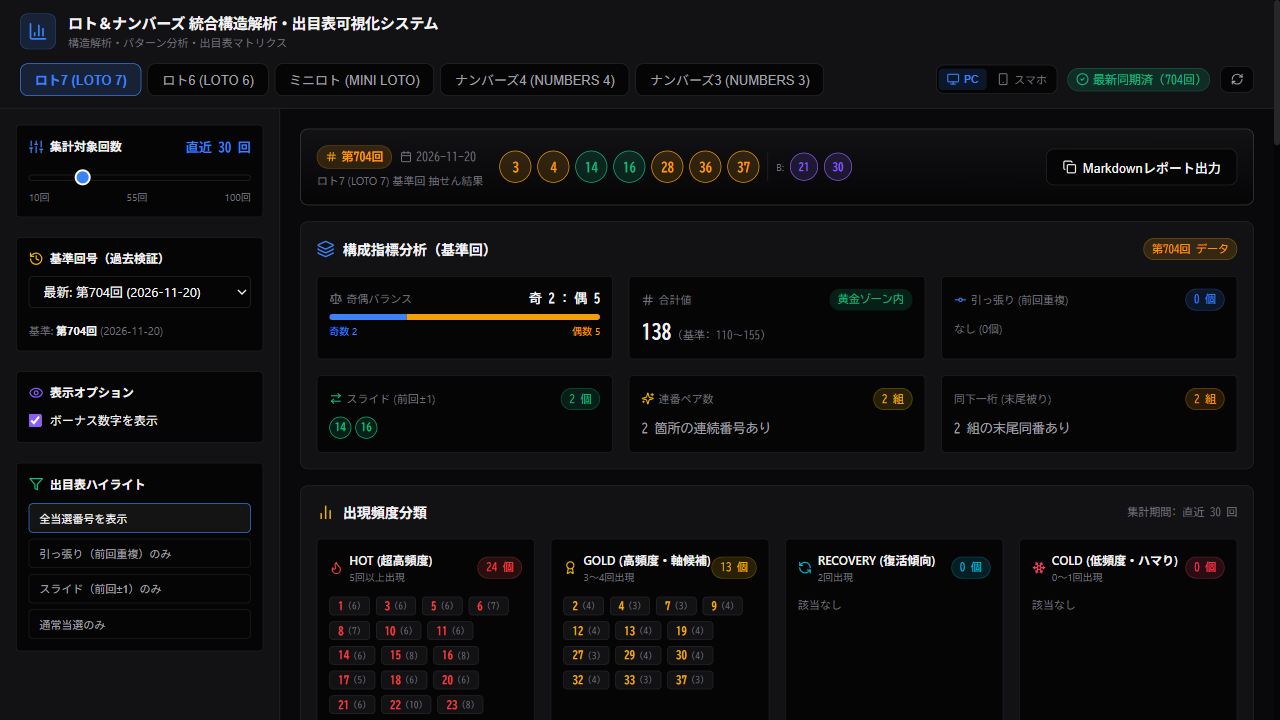 ロト＆ナンバーズ 統合構造解析・出目表可視化システム
構造解析・パターン分析・出目表マトリクス
ロト7 (LOTO 7)
ロト6 (LOTO 6)
ミニロト (MINI LOTO)
ナンバーズ4 (NUMBERS 4)
ナンバーズ3 (NUMBERS 3)
PC
スマホ
最新同期済（704回）
集計対象回数
直近 30 回
10回
55回
100回
基準回号（過去検証）
最新: 第704回 (2026-11-20)
基準: 第704回 (2026-11-20)
表示オプション
ボーナス数字を表示
出目表ハイライト
全当選番号を表示
引っ張り（前回重複）のみ
スライド（前回±1）のみ
通常当選のみ
第704回
2026-11-20
ロト7 (LOTO 7) 基準回 抽せん結果
3
4
14
16
28
36
37
B:
21
30
Markdownレポート出力
構成指標分析（基準回）
第704回 データ
奇偶バランス
奇 2 : 偶 5
奇数 2
偶数 5
合計値
黄金ゾーン内
138 (基準: 110〜155)
引っ張り (前回重複)
0 個
なし (0個)
スライド (前回±1)
2 個
14
16
連番ペア数
2 組
2 箇所の連続番号あり
同下一桁 (末尾被り)
2 組
2 組の末尾同番あり
出現頻度分類
集計期間: 直近 30 回
HOT (超高頻度)
5回以上出現
24 個
1 (6)
3 (6)
5 (6)
6 (7)
8 (7)
10 (6)
11 (6)
14 (6)
15 (8)
16 (8)
17 (5)
18 (6)
20 (6)
21 (6)
22 (10)
23 (8)
GOLD (高頻度・軸候補)
3〜4回出現
13 個
2 (4)
4 (3)
7 (3)
9 (4)
12 (4)
13 (4)
19 (4)
27 (3)
29 (4)
30 (4)
32 (4)
33 (3)
37 (3)
RECOVERY (復活傾向)
2回出現
0 個
該当なし
COLD (低頻度・ハマり)
0〜1回出現
0 個
該当なし